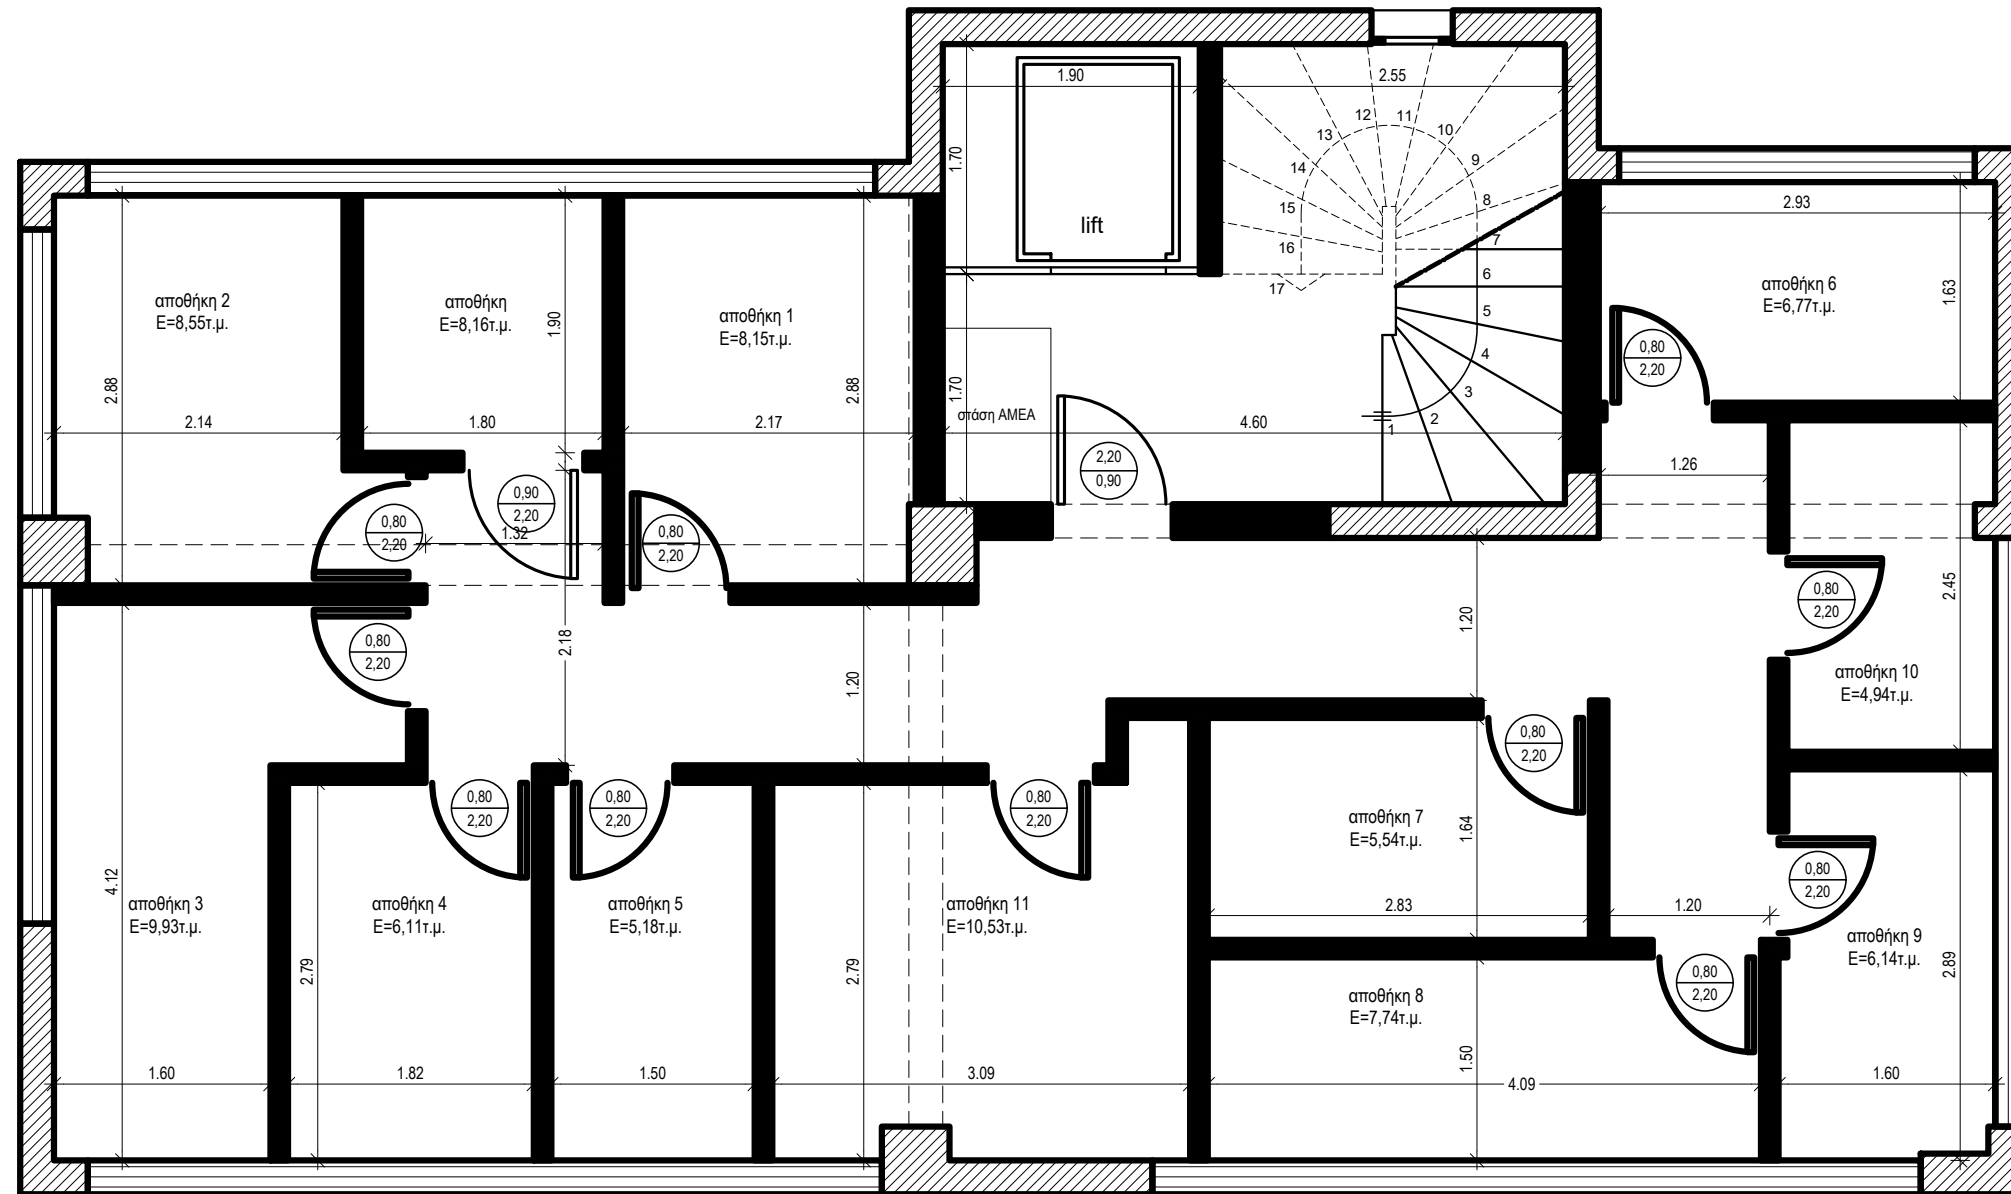 1.90
2.55
12
11
13
10
1.70
14
9
2.93
15
8
lift
16
7
6
17
5
4
3
2
1
αποθήκη 2
Ε=8,55τ.μ.
αποθήκη
Ε=8,16τ.μ.
1.90
αποθήκη 1
Ε=8,15τ.μ.
αποθήκη 6
Ε=6,77τ.μ.
1.63
0,80
2,20
2.88
2.88
1.70
στάση ΑΜΕΑ
2.14
1.80
2.17
4.60
2,20
0,90
1.26
0,90
2,20
0,80
2,20
1.32
0,80
2,20
0,80
2,20
2.45
1.20
2.18
0,80
2,20
1.20
αποθήκη 10
Ε=4,94τ.μ.
0,80
2,20
0,80
2,20
0,80
2,20
0,80
2,20
αποθήκη 7
Ε=5,54τ.μ.
1.64
0,80
2,20
4.12
αποθήκη 3
Ε=9,93τ.μ.
αποθήκη 4
Ε=6,11τ.μ.
αποθήκη 5
Ε=5,18τ.μ.
αποθήκη 11
Ε=10,53τ.μ.
2.83
1.20
αποθήκη 9
Ε=6,14τ.μ.
2.79
2.79
2.89
0,80
2,20
αποθήκη 8
Ε=7,74τ.μ.
1.50
1.60
1.82
1.50
3.09
4.09
1.60